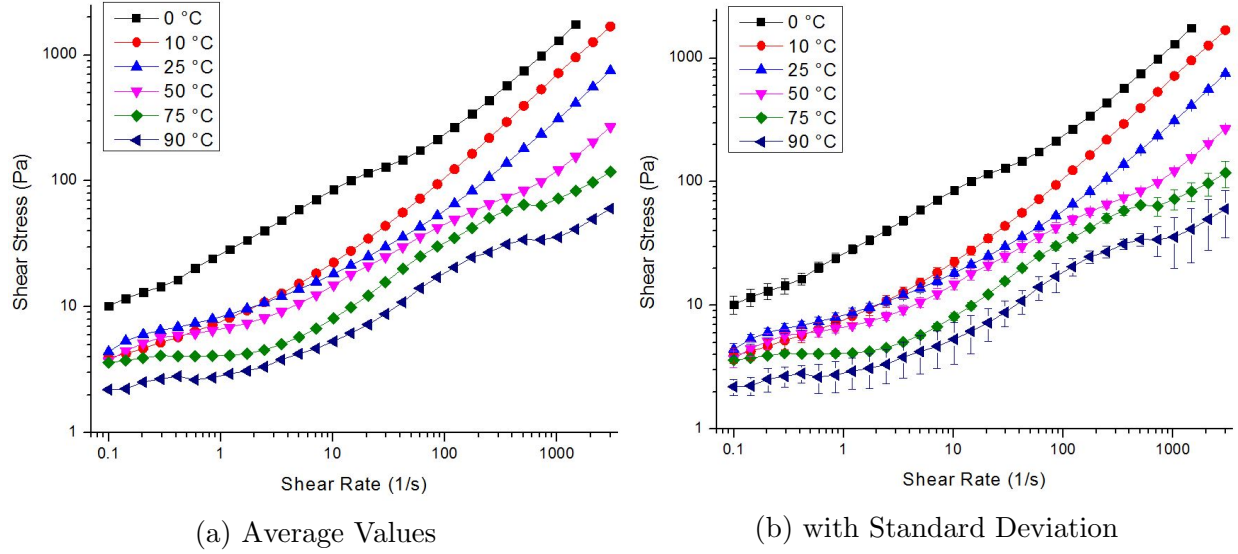 0 °C
10 °C
25 °C
50 °C
75 °C
90 °C
1000
100
10
1
Shear Stress (Pa)
0.1 1 10 100 1000
Shear Rate (1/s)
(a) Average Values
0 °C
10 °C
25 °C
50 °C
75 °C
90 °C
1000
100
10
1
Shear Stress (Pa)
0.1 1 10 100 1000
Shear Rate (1/s)
(b) with Standard Deviation